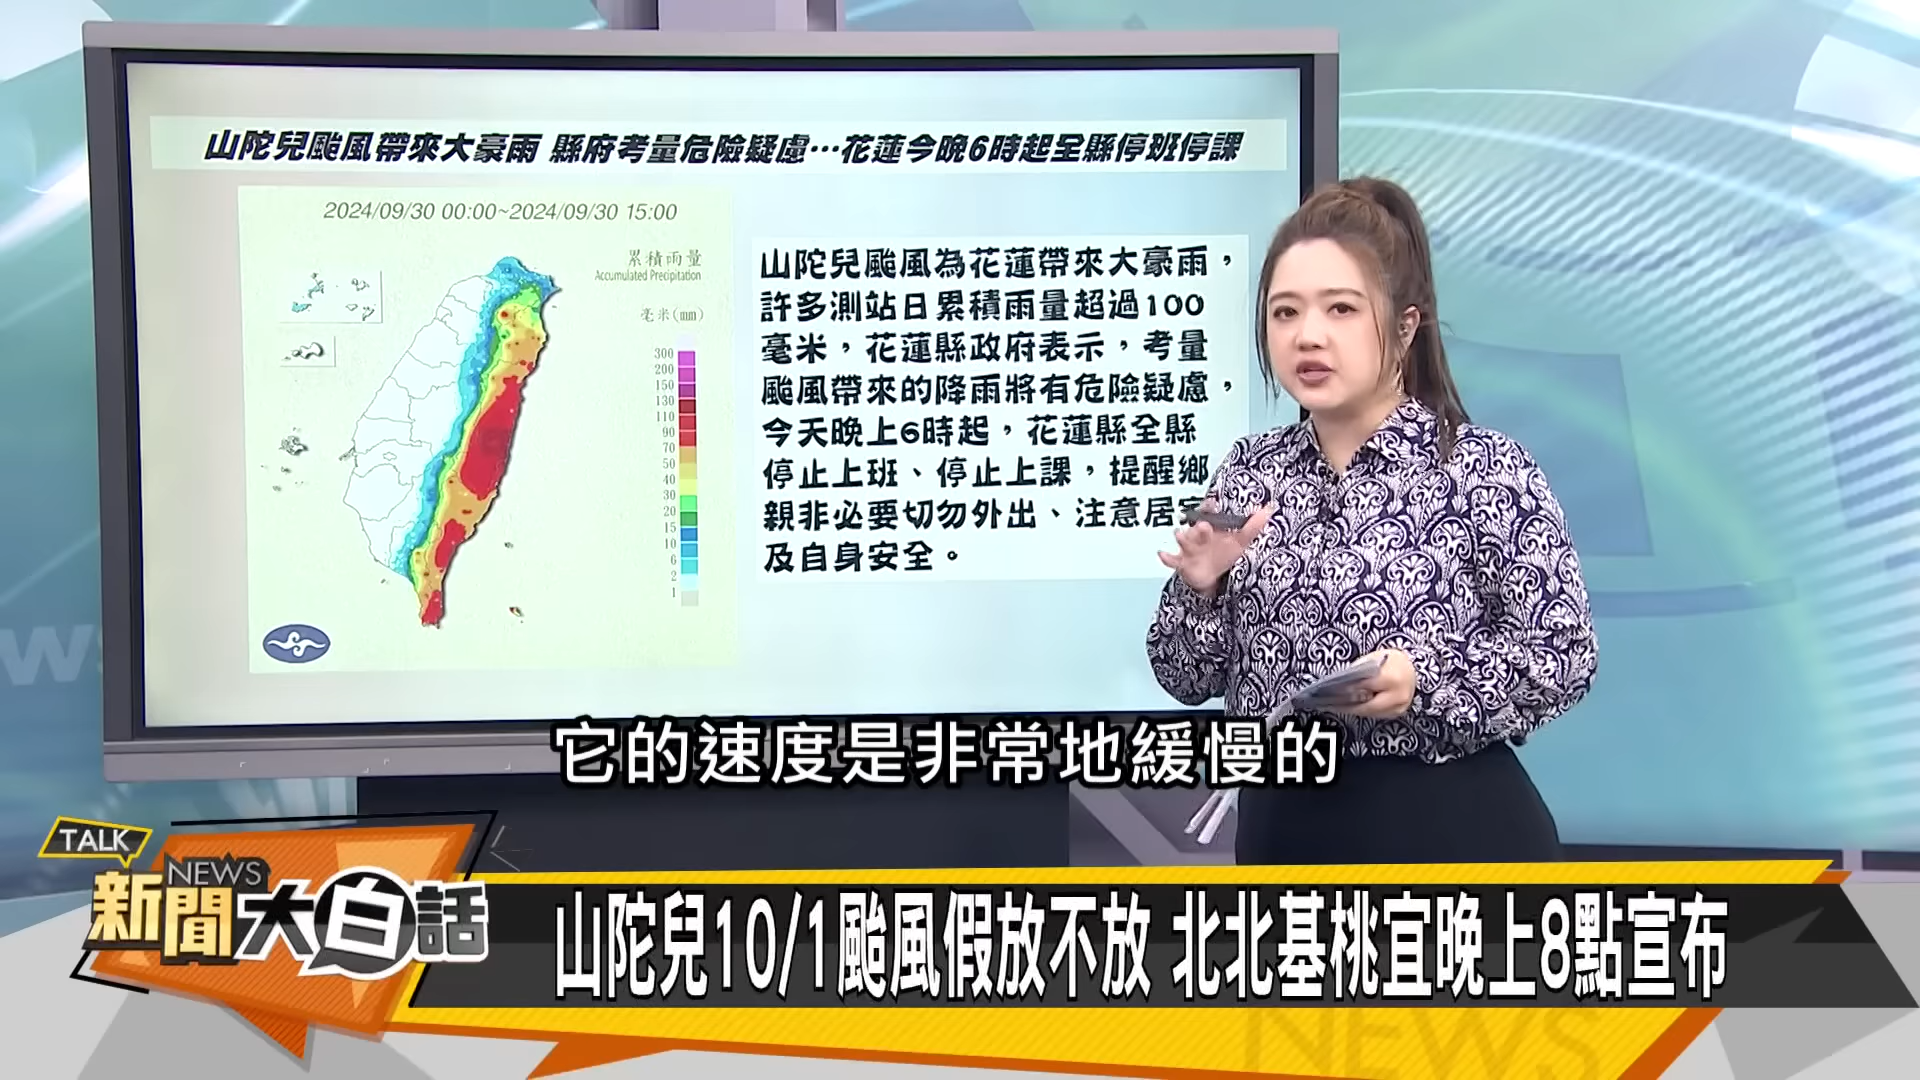 山陀兒颱風帶來大豪雨 縣府考量危險疑慮…花蓮今晚6時起全縣停班停課
2024/09/30 00:00~2024/09/30 15:00
累積雨量
Accumulated Precipitation
毫米(mm)
300
200
150
130
110
90
70
50
40
30
20
15
10
6
2
1
山陀兒颱風為花蓮帶來大豪雨，
許多測站日累積雨量超過100
毫米，花蓮縣政府表示，考量
颱風帶來的降雨將有危險疑慮，
今天晚上6時起，花蓮縣全縣
停止上班、停止上課，提醒鄉
親非必要切勿外出、注意居家
及自身安全。
它的速度是非常地緩慢的
TALK
NEWS
新聞大白話
山陀兒10/1颱風假放不放 北北基桃宜晚上8點宣布
NEWS